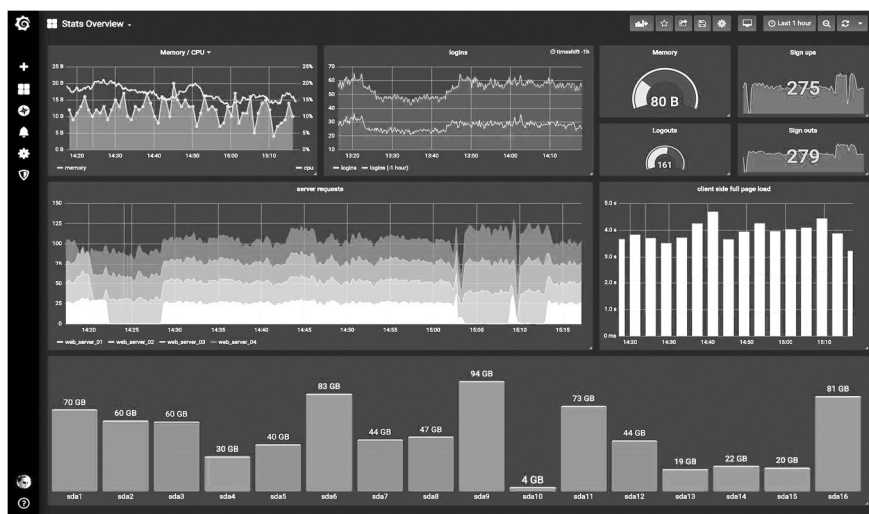 Stats Overview
Last 1 hour
Memory / CPU
25 B
20 B
15 B
10 B
5 B
0 B
25%
20%
15%
10%
5%
0%
14:20 14:30 14:40 14:50 15:00 15:10
memory cpu
logins
timeshift -1h
70
60
50
40
30
20
10
13:20 13:30 13:40 13:50 14:00 14:10
logins logins (-1 hour)
Memory
80 B
Sign ups
275
Logouts
161
Sign outs
279
server requests
150
125
100
75
50
25
0
14:20 14:25 14:30 14:35 14:40 14:45 14:50 14:55 15:00 15:05 15:10 15:15
web_server_01 web_server_02 web_server_03 web_server_04
client side full page load
5.0 s
4.0 s
3.0 s
2.0 s
1.0 s
0 ms
14:20 14:30 14:40 14:50 15:00 15:10
70 GB 60 GB 60 GB 30 GB 40 GB 83 GB 44 GB 47 GB 94 GB 4 GB 73 GB 44 GB 19 GB 22 GB 20 GB 81 GB
sda1 sda2 sda3 sda4 sda5 sda6 sda7 sda8 sda9 sda10 sda11 sda12 sda13 sda14 sda15 sda16